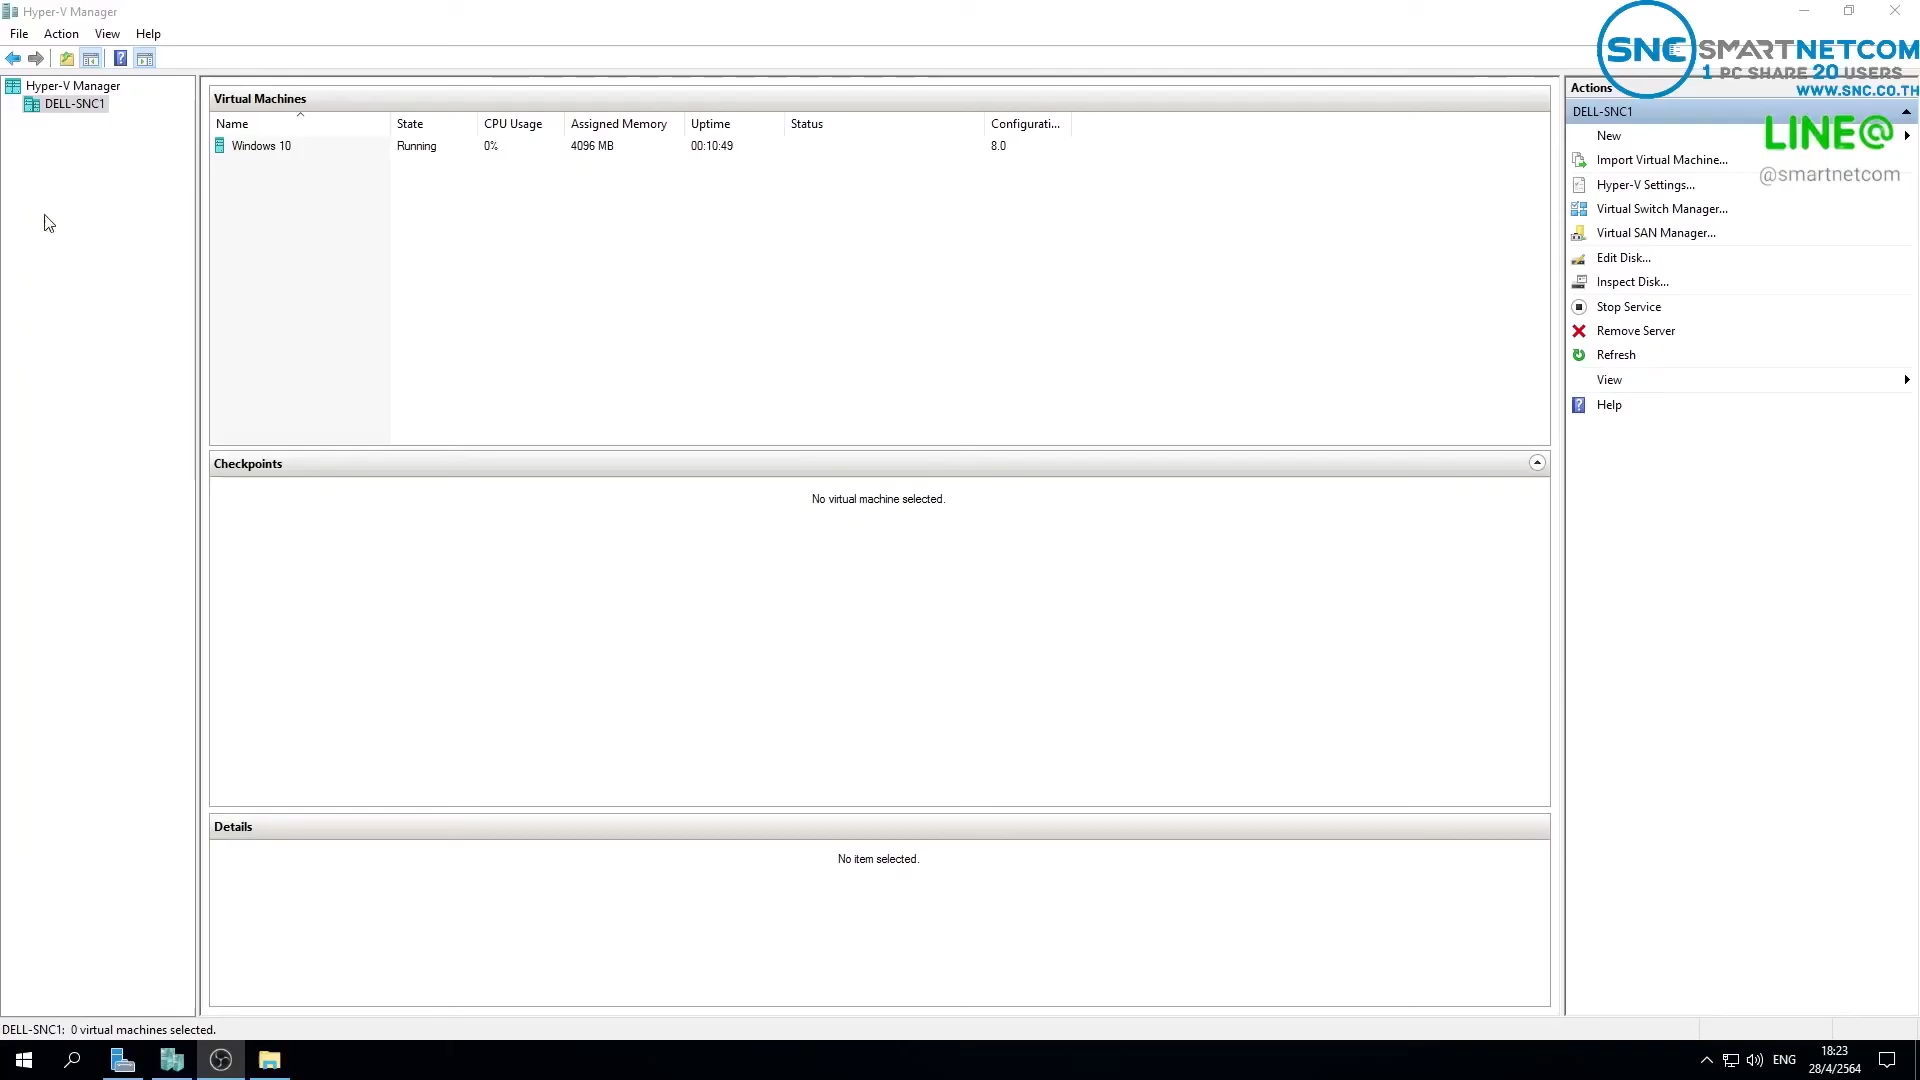 Hyper-V Manager
File Action View Help
Hyper-V Manager
DELL-SNC1
Virtual Machines
Name State CPU Usage Assigned Memory Uptime Status Configurati...
Windows 10 Running 0% 4096 MB 00:10:49 8.0
Checkpoints
No virtual machine selected.
Details
No item selected.
SNC SMARTNETCOM
1 PC SHARE 20 USERS
WWW.SNC.CO.TH
Actions
DELL-SNC1
LINE@
@smartnetcom
New
Import Virtual Machine...
Hyper-V Settings...
Virtual Switch Manager...
Virtual SAN Manager...
Edit Disk...
Inspect Disk...
Stop Service
Remove Server
Refresh
View
Help
DELL-SNC1: 0 virtual machines selected.
ENG
18:23
28/4/2564